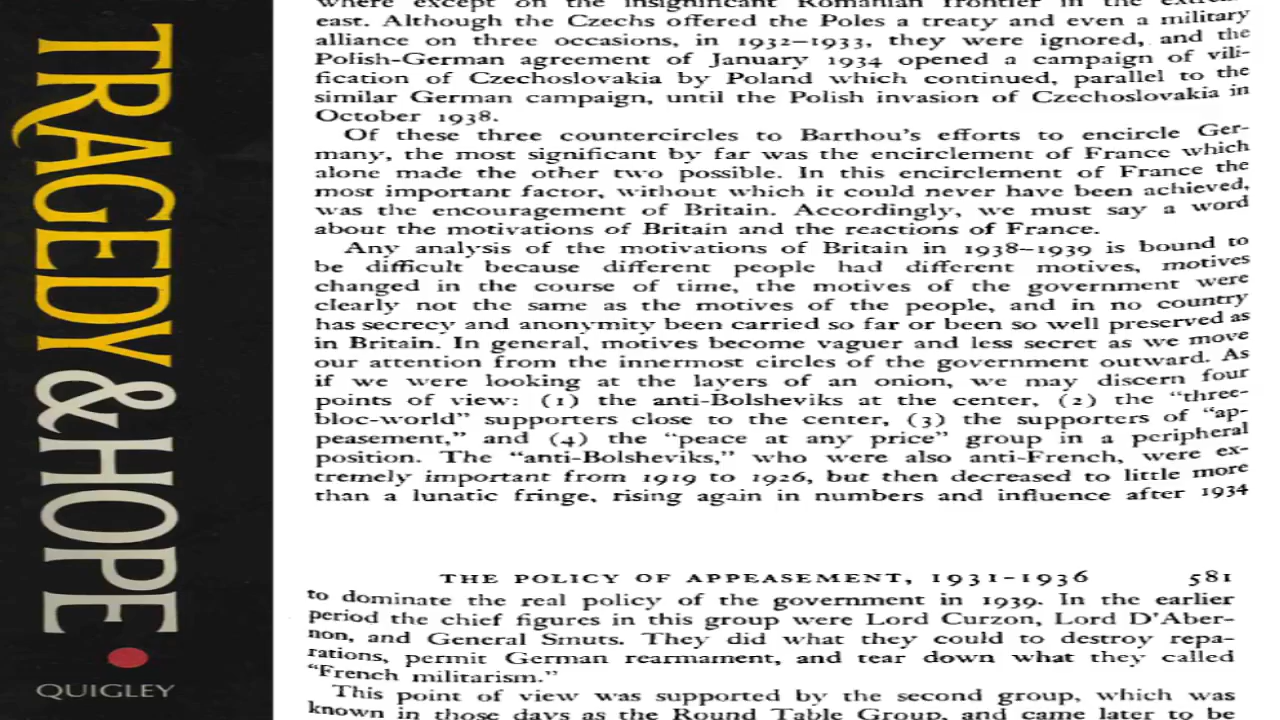 TRAGEDY & HOPE
QUIGLEY
where except on the insignificant Romanian frontier in the extreme
east. Although the Czechs offered the Poles a treaty and even a military
alliance on three occasions, in 1932–1933, they were ignored, and the
Polish-German agreement of January 1934 opened a campaign of vili-
fication of Czechoslovakia by Poland which continued, parallel to the
similar German campaign, until the Polish invasion of Czechoslovakia in
October 1938.
Of these three countercircles to Barthou's efforts to encircle Ger-
many, the most significant by far was the encirclement of France which
alone made the other two possible. In this encirclement of France the
most important factor, without which it could never have been achieved,
was the encouragement of Britain. Accordingly, we must say a word
about the motivations of Britain and the reactions of France.
Any analysis of the motivations of Britain in 1938–1939 is bound to
be difficult because different people had different motives, motives
changed in the course of time, the motives of the government were
clearly not the same as the motives of the people, and in no country
has secrecy and anonymity been carried so far or been so well preserved as
in Britain. In general, motives become vaguer and less secret as we move
our attention from the innermost circles of the government outward. As
if we were looking at the layers of an onion, we may discern four
points of view: (1) the anti-Bolsheviks at the center, (2) the "three-
bloc-world" supporters close to the center, (3) the supporters of "ap-
peasement," and (4) the "peace at any price" group in a peripheral
position. The "anti-Bolsheviks," who were also anti-French, were ex-
tremely important from 1919 to 1926, but then decreased to little more
than a lunatic fringe, rising again in numbers and influence after 1934
THE POLICY OF APPEASEMENT, 1931–1936 581
to dominate the real policy of the government in 1939. In the earlier
period the chief figures in this group were Lord Curzon, Lord D'Aber-
non, and General Smuts. They did what they could to destroy repa-
rations, permit German rearmament, and tear down what they called
"French militarism."
This point of view was supported by the second group, which was
known in those days as the Round Table Group, and came later to be